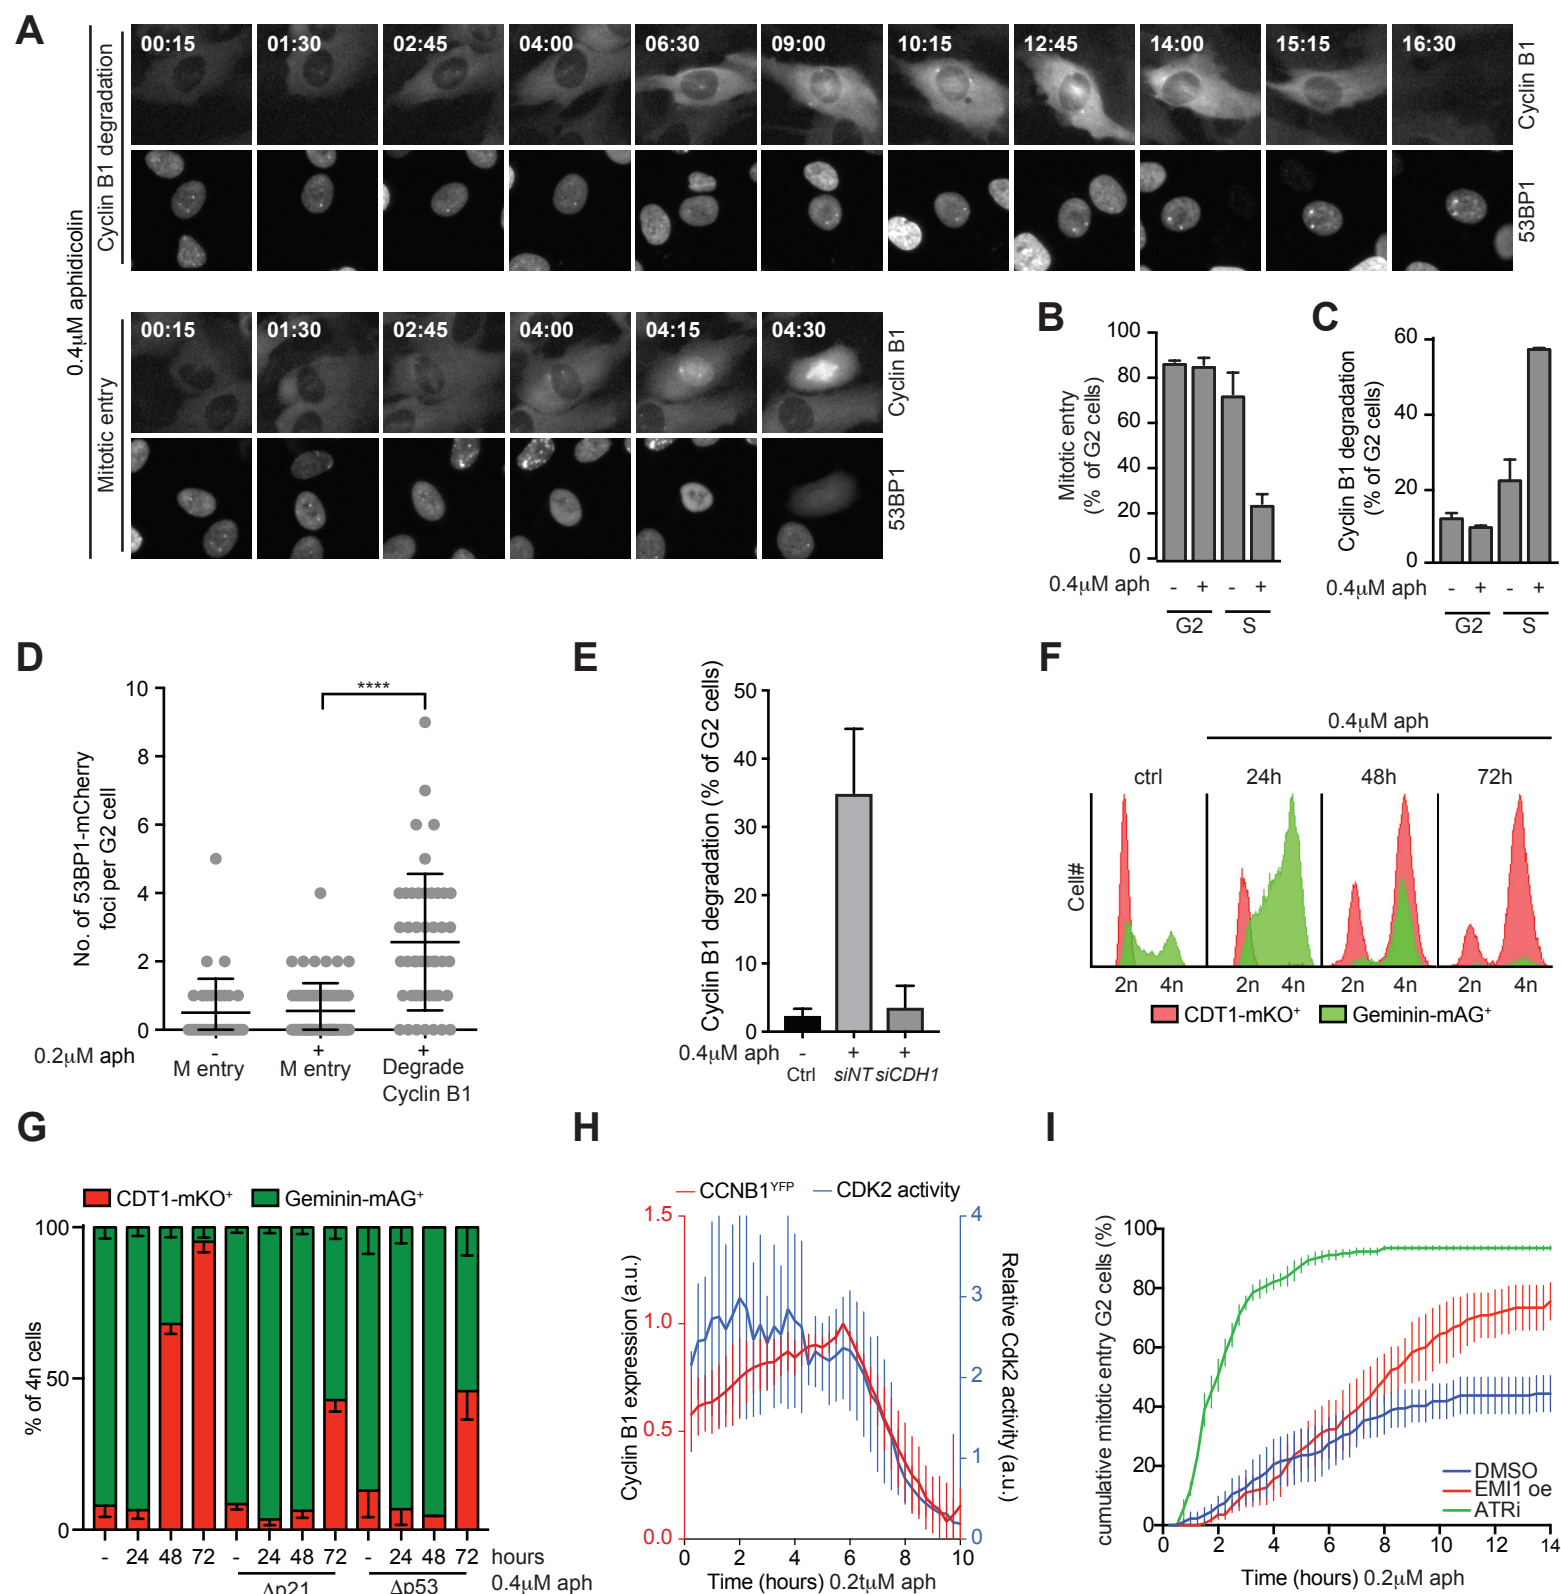 A
0.4μM aphidicolin
Cyclin B1 degradation
00:15 01:30 02:45 04:00 06:30 09:00 10:15 12:45 14:00 15:15 16:30
Cyclin B1
53BP1
Mitotic entry
00:15 01:30 02:45 04:00 04:15 04:30
Cyclin B1
53BP1
B
Mitotic entry
(% of G2 cells)
100
80
60
40
20
0
0.4μM aph - + - +
G2 S
C
Cyclin B1 degradation
(% of G2 cells)
60
40
20
0
0.4μM aph - + - +
G2 S
D
No. of 53BP1-mCherry
foci per G2 cell
10
8
6
4
2
0
****
0.2μM aph - + +
M entry M entry Degrade
Cyclin B1
E
Cyclin B1 degradation (% of G2 cells)
50
40
30
20
10
0
0.4μM aph - + +
Ctrl siNT siCDH1
F
0.4μM aph
ctrl 24h 48h 72h
Cell#
2n 4n 2n 4n 2n 4n 2n 4n
CDT1-mKO⁺ Geminin-mAG⁺
G
CDT1-mKO⁺ Geminin-mAG⁺
% of 4n cells
100
50
0
- 24 48 72 - 24 48 72 - 24 48 72 hours
Δp21 Δp53 0.4μM aph
H
CCNB1ʸᶠᴾ CDK2 activity
Cyclin B1 expression (a.u.)
1.5
1.0
0.5
0.0
4
3
2
1
0
Relative Cdk2 activity (a.u.)
0 2 4 6 8 10
Time (hours) 0.2tμM aph
I
cumulative mitotic entry G2 cells (%)
100
80
60
40
20
0
DMSO
EMI1 oe
ATRi
0 2 4 6 8 10 12 14
Time (hours) 0.2μM aph